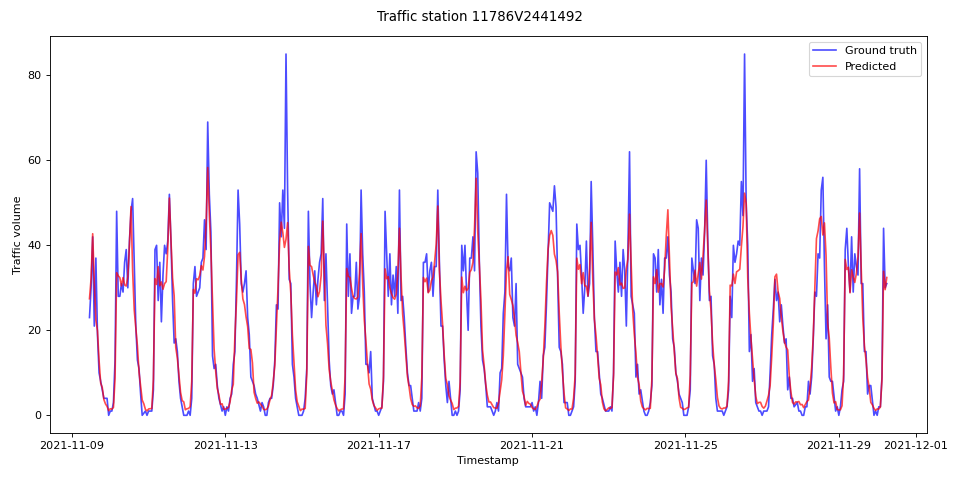 Traffic station 11786V2441492
Ground truth
Predicted
Traffic volume
80
60
40
20
0
2021-11-09
2021-11-13
2021-11-17
2021-11-21
2021-11-25
2021-11-29
2021-12-01
Timestamp